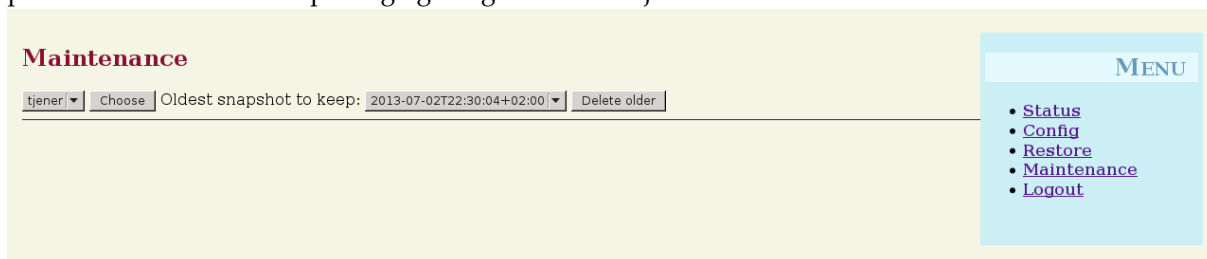 Maintenance
tjener Choose Oldest snapshot to keep: 2013-07-02T22:30:04+02:00 Delete older
MENU
Status
Config
Restore
Maintenance
Logout